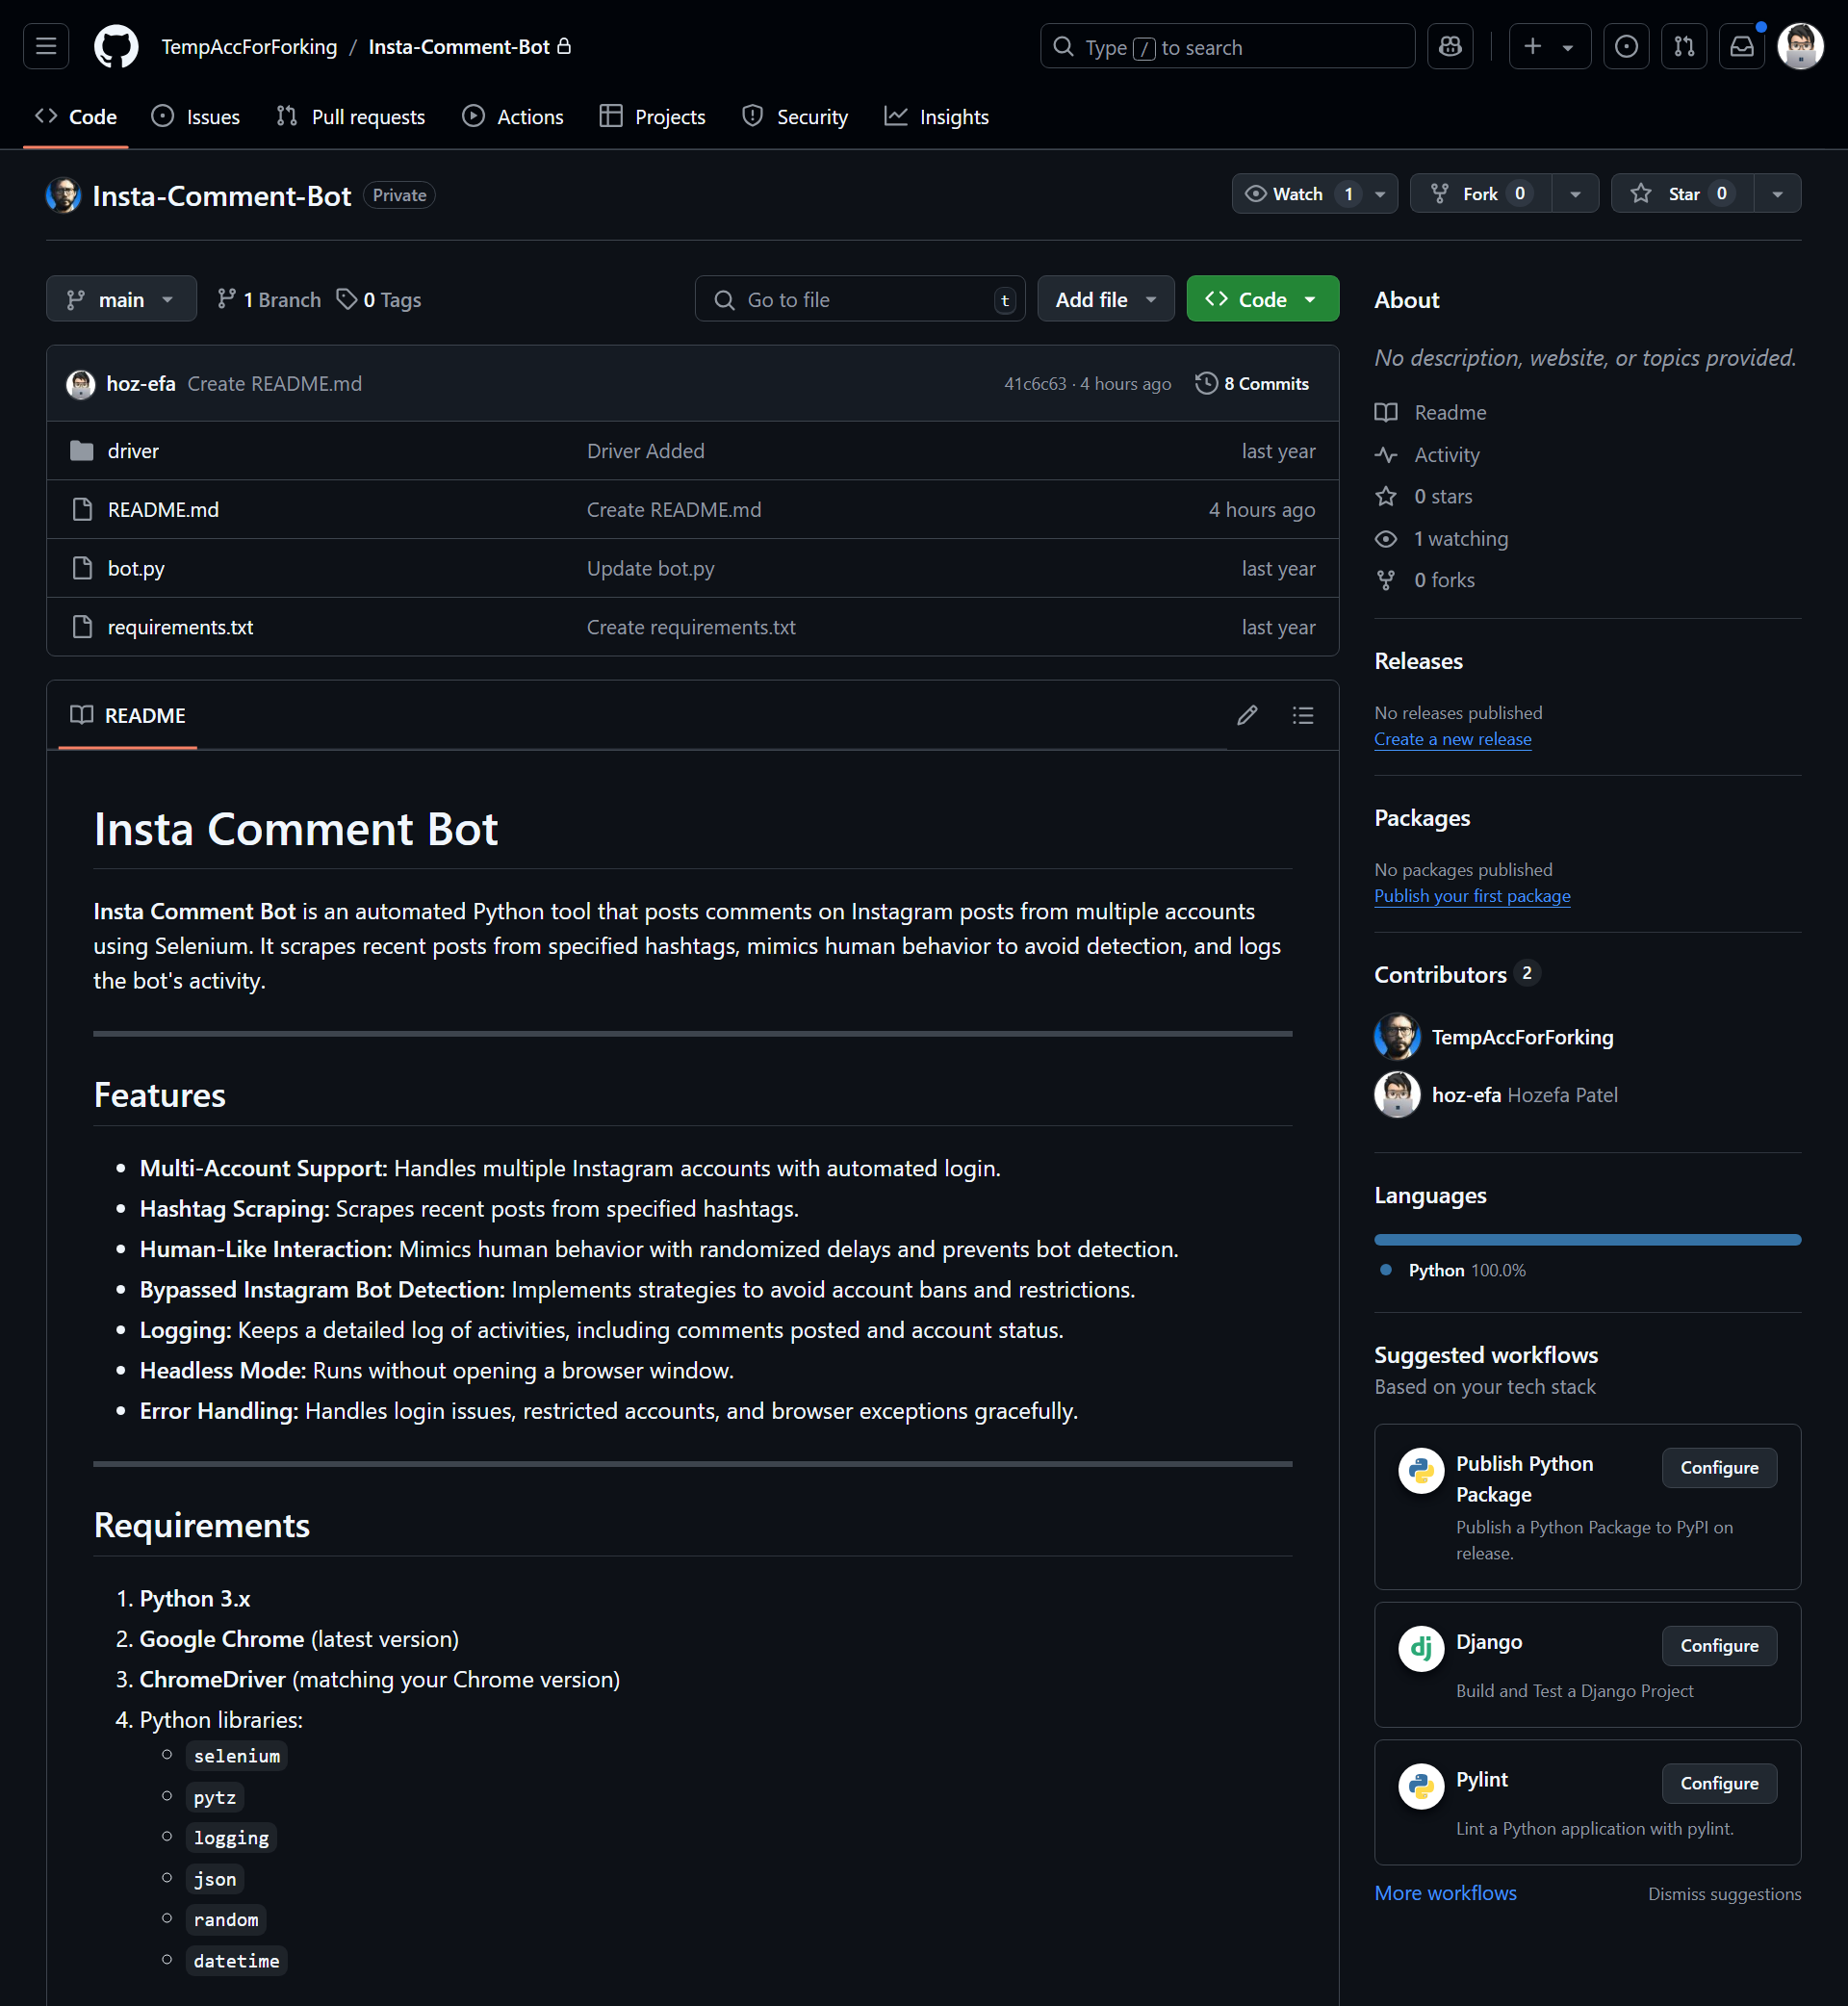 TempAccForForking / Insta-Comment-Bot
Type / to search
Code
Issues
Pull requests
Actions
Projects
Security
Insights
Insta-Comment-Bot Private
Watch 1
Fork 0
Star 0
main
1 Branch
0 Tags
Go to file t
Add file
Code
hoz-efa Create README.md 41c6c63 · 4 hours ago 8 Commits
driver Driver Added last year
README.md Create README.md 4 hours ago
bot.py Update bot.py last year
requirements.txt Create requirements.txt last year
README
Insta Comment Bot
Insta Comment Bot is an automated Python tool that posts comments on Instagram posts from multiple accounts
using Selenium. It scrapes recent posts from specified hashtags, mimics human behavior to avoid detection, and logs
the bot's activity.
Features
• Multi-Account Support: Handles multiple Instagram accounts with automated login.
• Hashtag Scraping: Scrapes recent posts from specified hashtags.
• Human-Like Interaction: Mimics human behavior with randomized delays and prevents bot detection.
• Bypassed Instagram Bot Detection: Implements strategies to avoid account bans and restrictions.
• Logging: Keeps a detailed log of activities, including comments posted and account status.
• Headless Mode: Runs without opening a browser window.
• Error Handling: Handles login issues, restricted accounts, and browser exceptions gracefully.
Requirements
1. Python 3.x
2. Google Chrome (latest version)
3. ChromeDriver (matching your Chrome version)
4. Python libraries:
selenium
pytz
logging
json
random
datetime
About
No description, website, or topics provided.
Readme
Activity
0 stars
1 watching
0 forks
Releases
No releases published
Create a new release
Packages
No packages published
Publish your first package
Contributors 2
TempAccForForking
hoz-efa Hozefa Patel
Languages
Python 100.0%
Suggested workflows
Based on your tech stack
Publish Python
Package
Configure
Publish a Python Package to PyPI on
release.
dj
Django
Configure
Build and Test a Django Project
Pylint
Configure
Lint a Python application with pylint.
More workflows
Dismiss suggestions